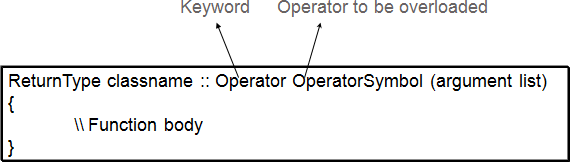 Keyword Operator to be overloaded
ReturnType classname :: Operator OperatorSymbol (argument list)
{
\\ Function body
}